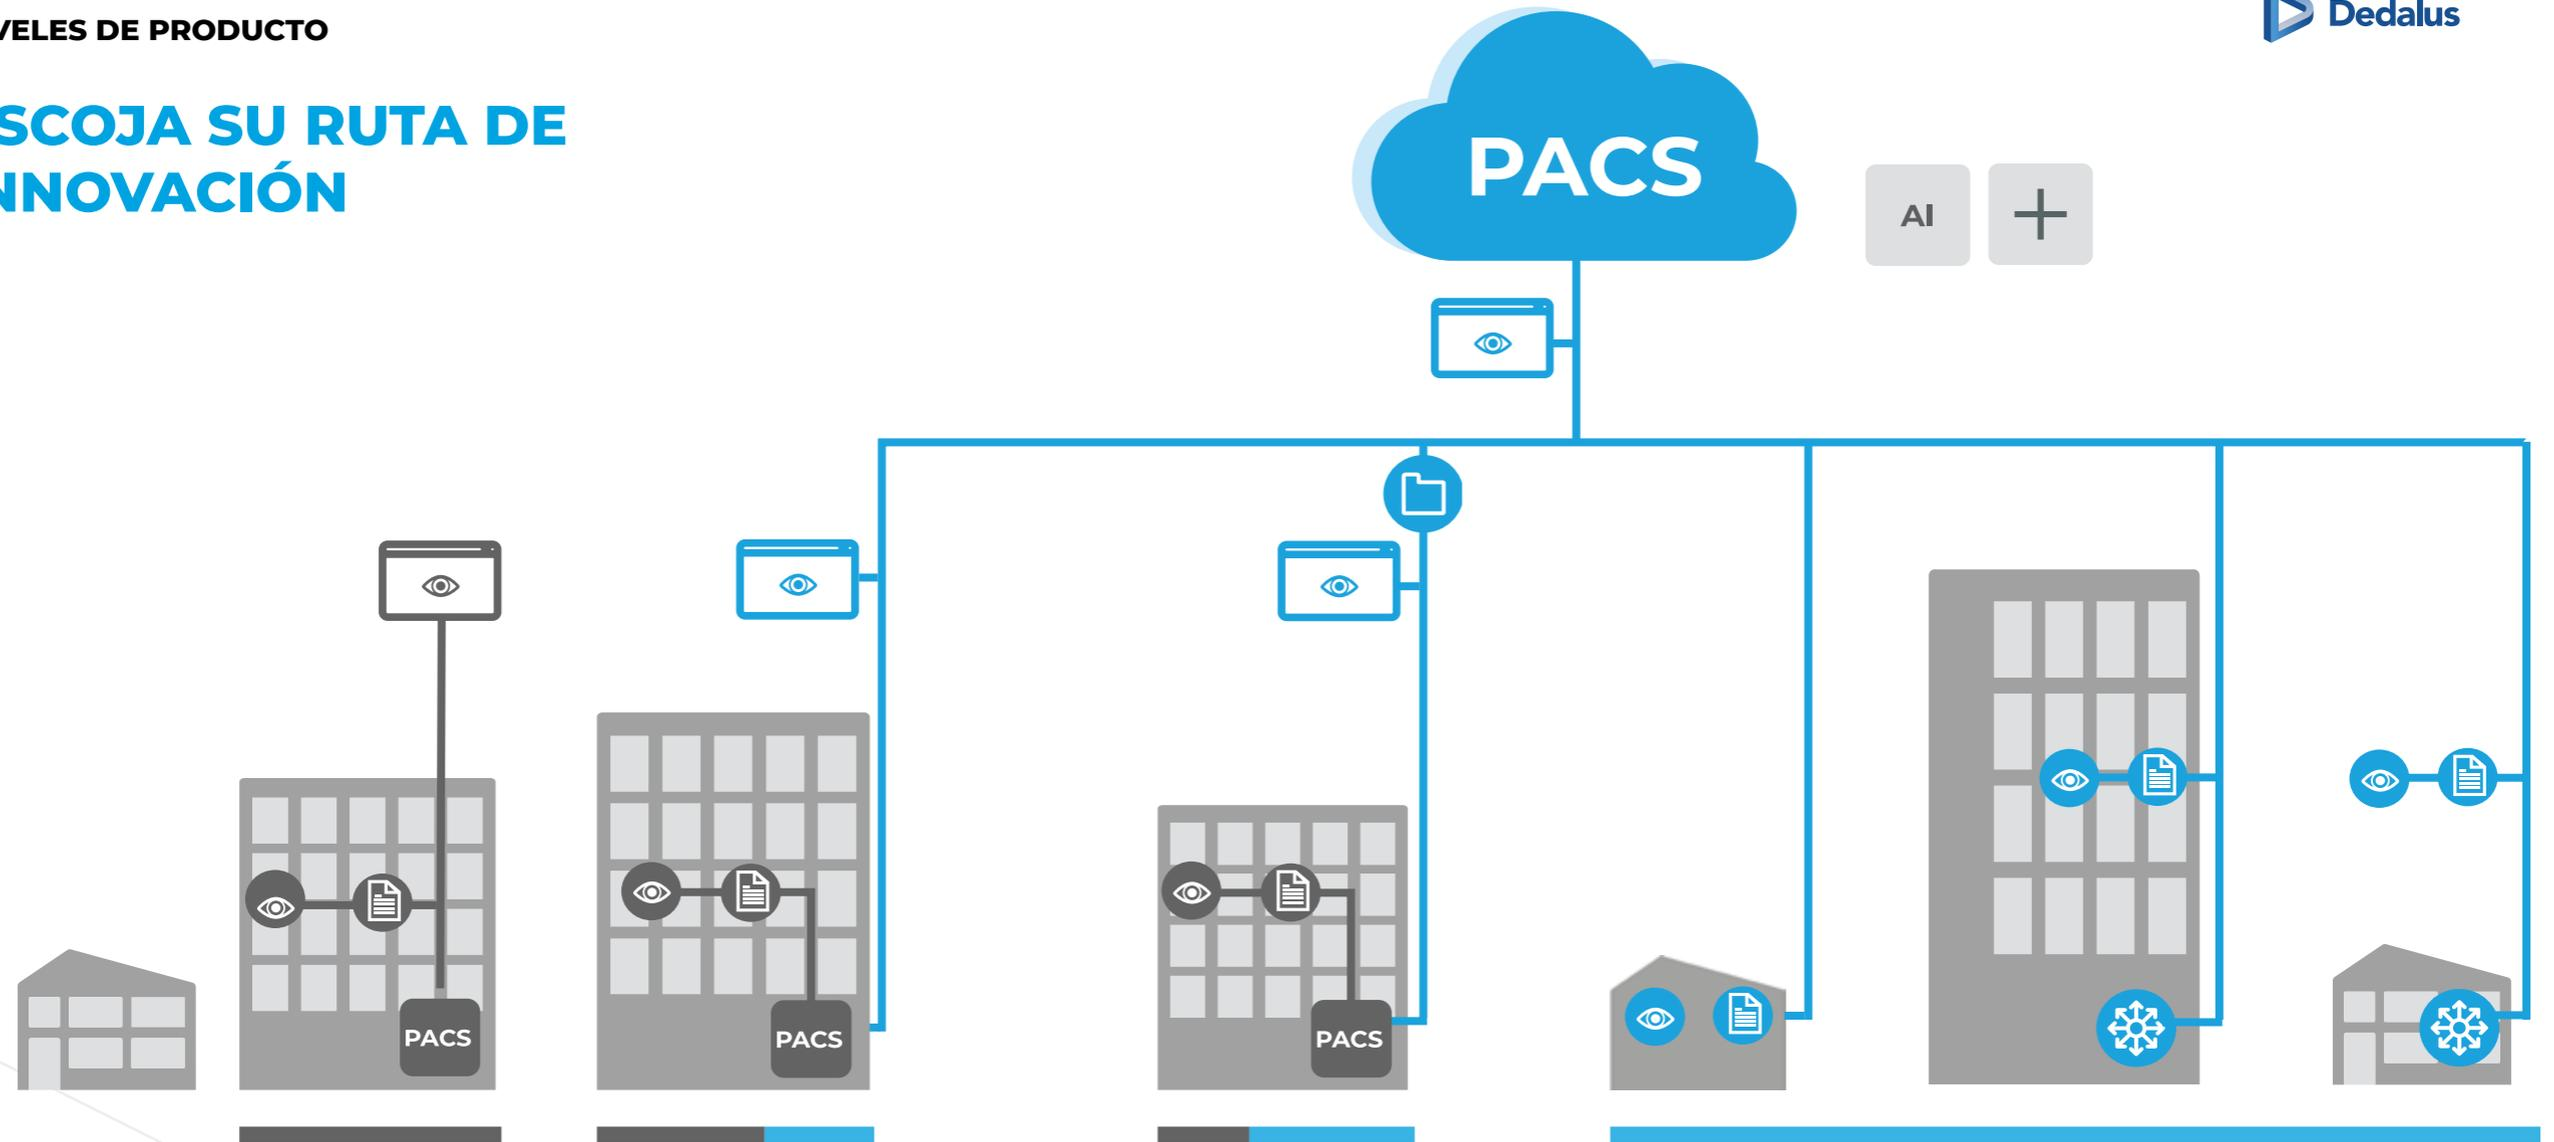 VELES DE PRODUCTO
Dedalus
SCOJA SU RUTA DE
NNOVACIÓN
PACS
AI
PACS
PACS
PACS